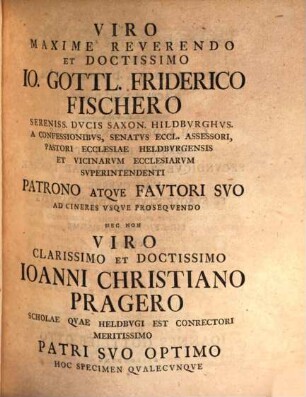 VIRO
MAXIME REVERENDO
ET DOCTISSIMO
IO. GOTTL. FRIDERICO
FISCHERO
SERENISS. DVCIS SAXON. HILDBVRGHVS.
A CONFESSIONIBVS, SENATVS ECCL. ASSESSORI,
PASTORI ECCLESIAE HELDBVRGENSIS
ET VICINARVM ECCLESIARVM
SVPERINTENDENTI
PATRONO ATQVE FAVTORI SVO
AD CINERES VSQVE PROSEQVENDO
NEC NON
VIRO
CLARISSIMO ET DOCTISSIMO
IOANNI CHRISTIANO
PRAGERO
SCHOLAE QVAE HELDBVGI EST CONRECTORI
MERITISSIMO
PATRI SVO OPTIMO
HOC SPECIMEN QVALECVNQVE